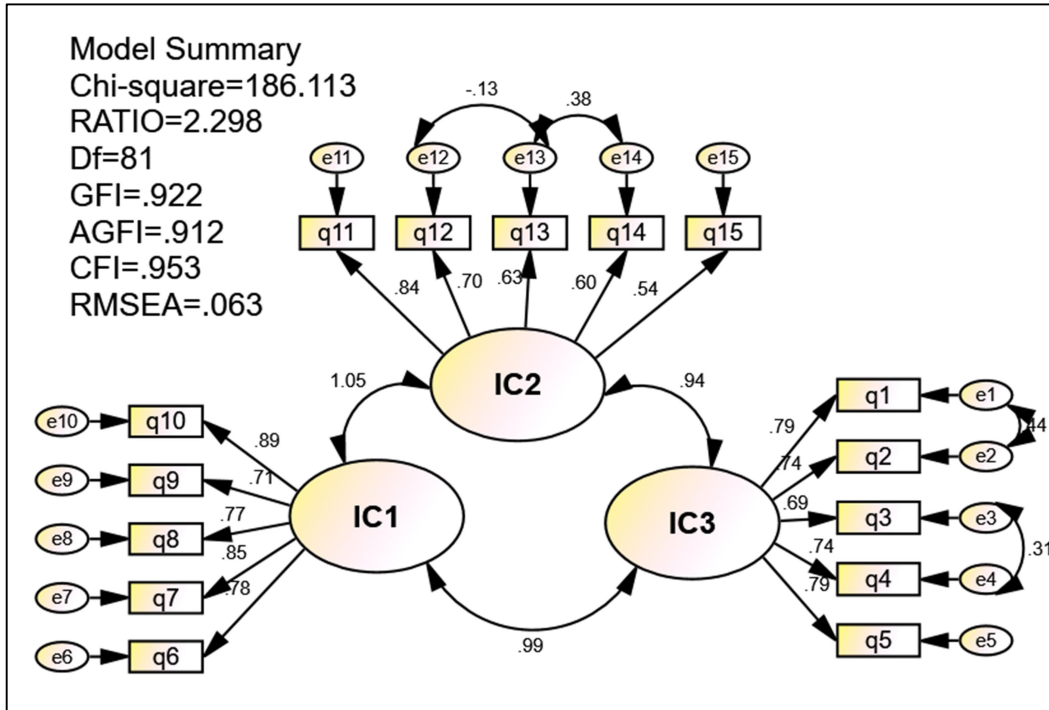 Model Summary
Chi-square=186.113
RATIO=2.298
Df=81
GFI=.922
AGFI=.912
CFI=.953
RMSEA=.063
-.13
.38
e11 e12 e13 e14 e15
q11 q12 q13 q14 q15
.84 .70 .63 .60 .54
IC2
1.05
.94
e10 q10
.89
e9 q9
.71
e8 q8
.77
e7 q7
.85
e6 q6
.78
IC1
IC3
.99
q1 e1
.79
.44
q2 e2
.74
q3 e3
.69
q4 e4
.74
.31
q5 e5
.79